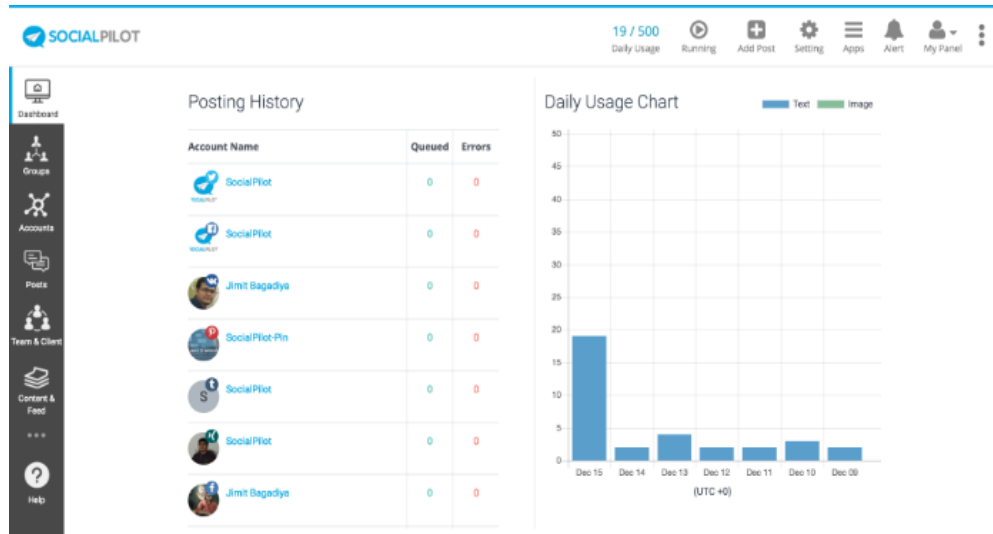 SOCIALPILOT
19 / 500
Daily Usage
Running
Add Post
Setting
Apps
Alert
My Panel
Dashboard
Groups
Accounts
Posts
Team & Client
Content &
Feed
Help
Posting History
Account Name Queued Errors
SocialPilot 0 0
SocialPilot 0 0
Jimit Bagadiya 0 0
SocialPilot-Pin 0 0
S t SocialPilot 0 0
SocialPilot 0 0
Jimit Bagadiya 0 0
Daily Usage Chart
Text Image
50
45
40
35
30
25
20
15
10
5
0
Dec 15 Dec 14 Dec 13 Dec 12 Dec 11 Dec 10 Dec 09
(UTC +0)